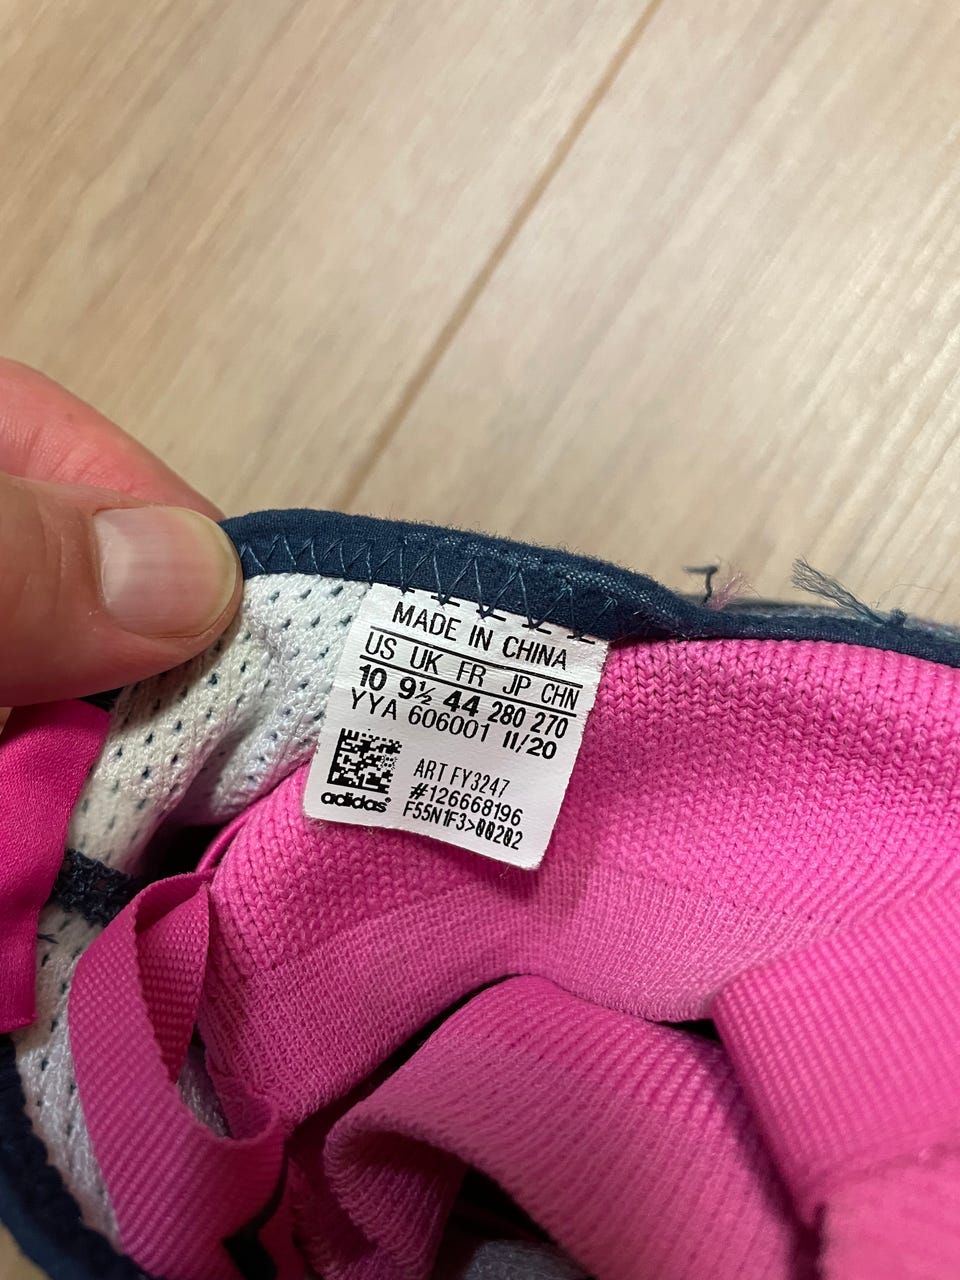 MADE IN CHINA
US UK FR JP CHN
10 9½ 44 280 270
YYA 606001 11/20
ART FY3247
#126668196
adidas® F55N1F3>00202